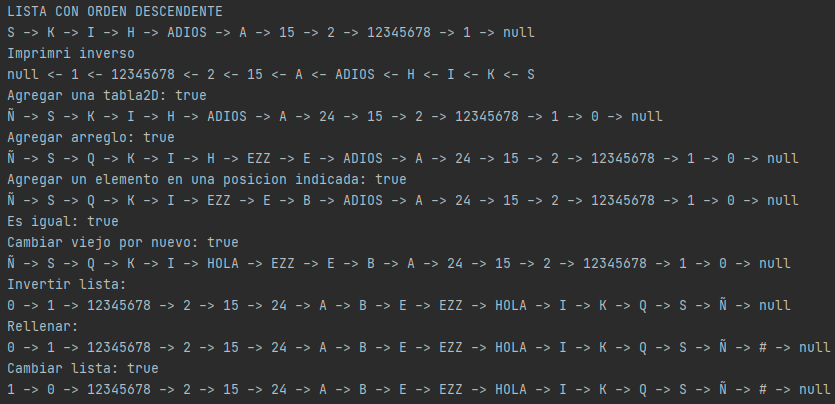 LISTA CON ORDEN DESCENDENTE
S -> K -> I -> H -> ADIOS -> A -> 15 -> 2 -> 12345678 -> 1 -> null
Imprimri inverso
null <- 1 <- 12345678 <- 2 <- 15 <- A <- ADIOS <- H <- I <- K <- S
Agregar una tabla2D: true
Ñ -> S -> K -> I -> H -> ADIOS -> A -> 24 -> 15 -> 2 -> 12345678 -> 1 -> 0 -> null
Agregar arreglo: true
Ñ -> S -> Q -> K -> I -> H -> EZZ -> E -> ADIOS -> A -> 24 -> 15 -> 2 -> 12345678 -> 1 -> 0 -> null
Agregar un elemento en una posicion indicada: true
Ñ -> S -> Q -> K -> I -> EZZ -> E -> B -> ADIOS -> A -> 24 -> 15 -> 2 -> 12345678 -> 1 -> 0 -> null
Es igual: true
Cambiar viejo por nuevo: true
Ñ -> S -> Q -> K -> I -> HOLA -> EZZ -> E -> B -> A -> 24 -> 15 -> 2 -> 12345678 -> 1 -> 0 -> null
Invertir lista:
0 -> 1 -> 12345678 -> 2 -> 15 -> 24 -> A -> B -> E -> EZZ -> HOLA -> I -> K -> Q -> S -> Ñ -> null
Rellenar:
0 -> 1 -> 12345678 -> 2 -> 15 -> 24 -> A -> B -> E -> EZZ -> HOLA -> I -> K -> Q -> S -> Ñ -> # -> null
Cambiar lista: true
1 -> 0 -> 12345678 -> 2 -> 15 -> 24 -> A -> B -> E -> EZZ -> HOLA -> I -> K -> Q -> S -> Ñ -> # -> null